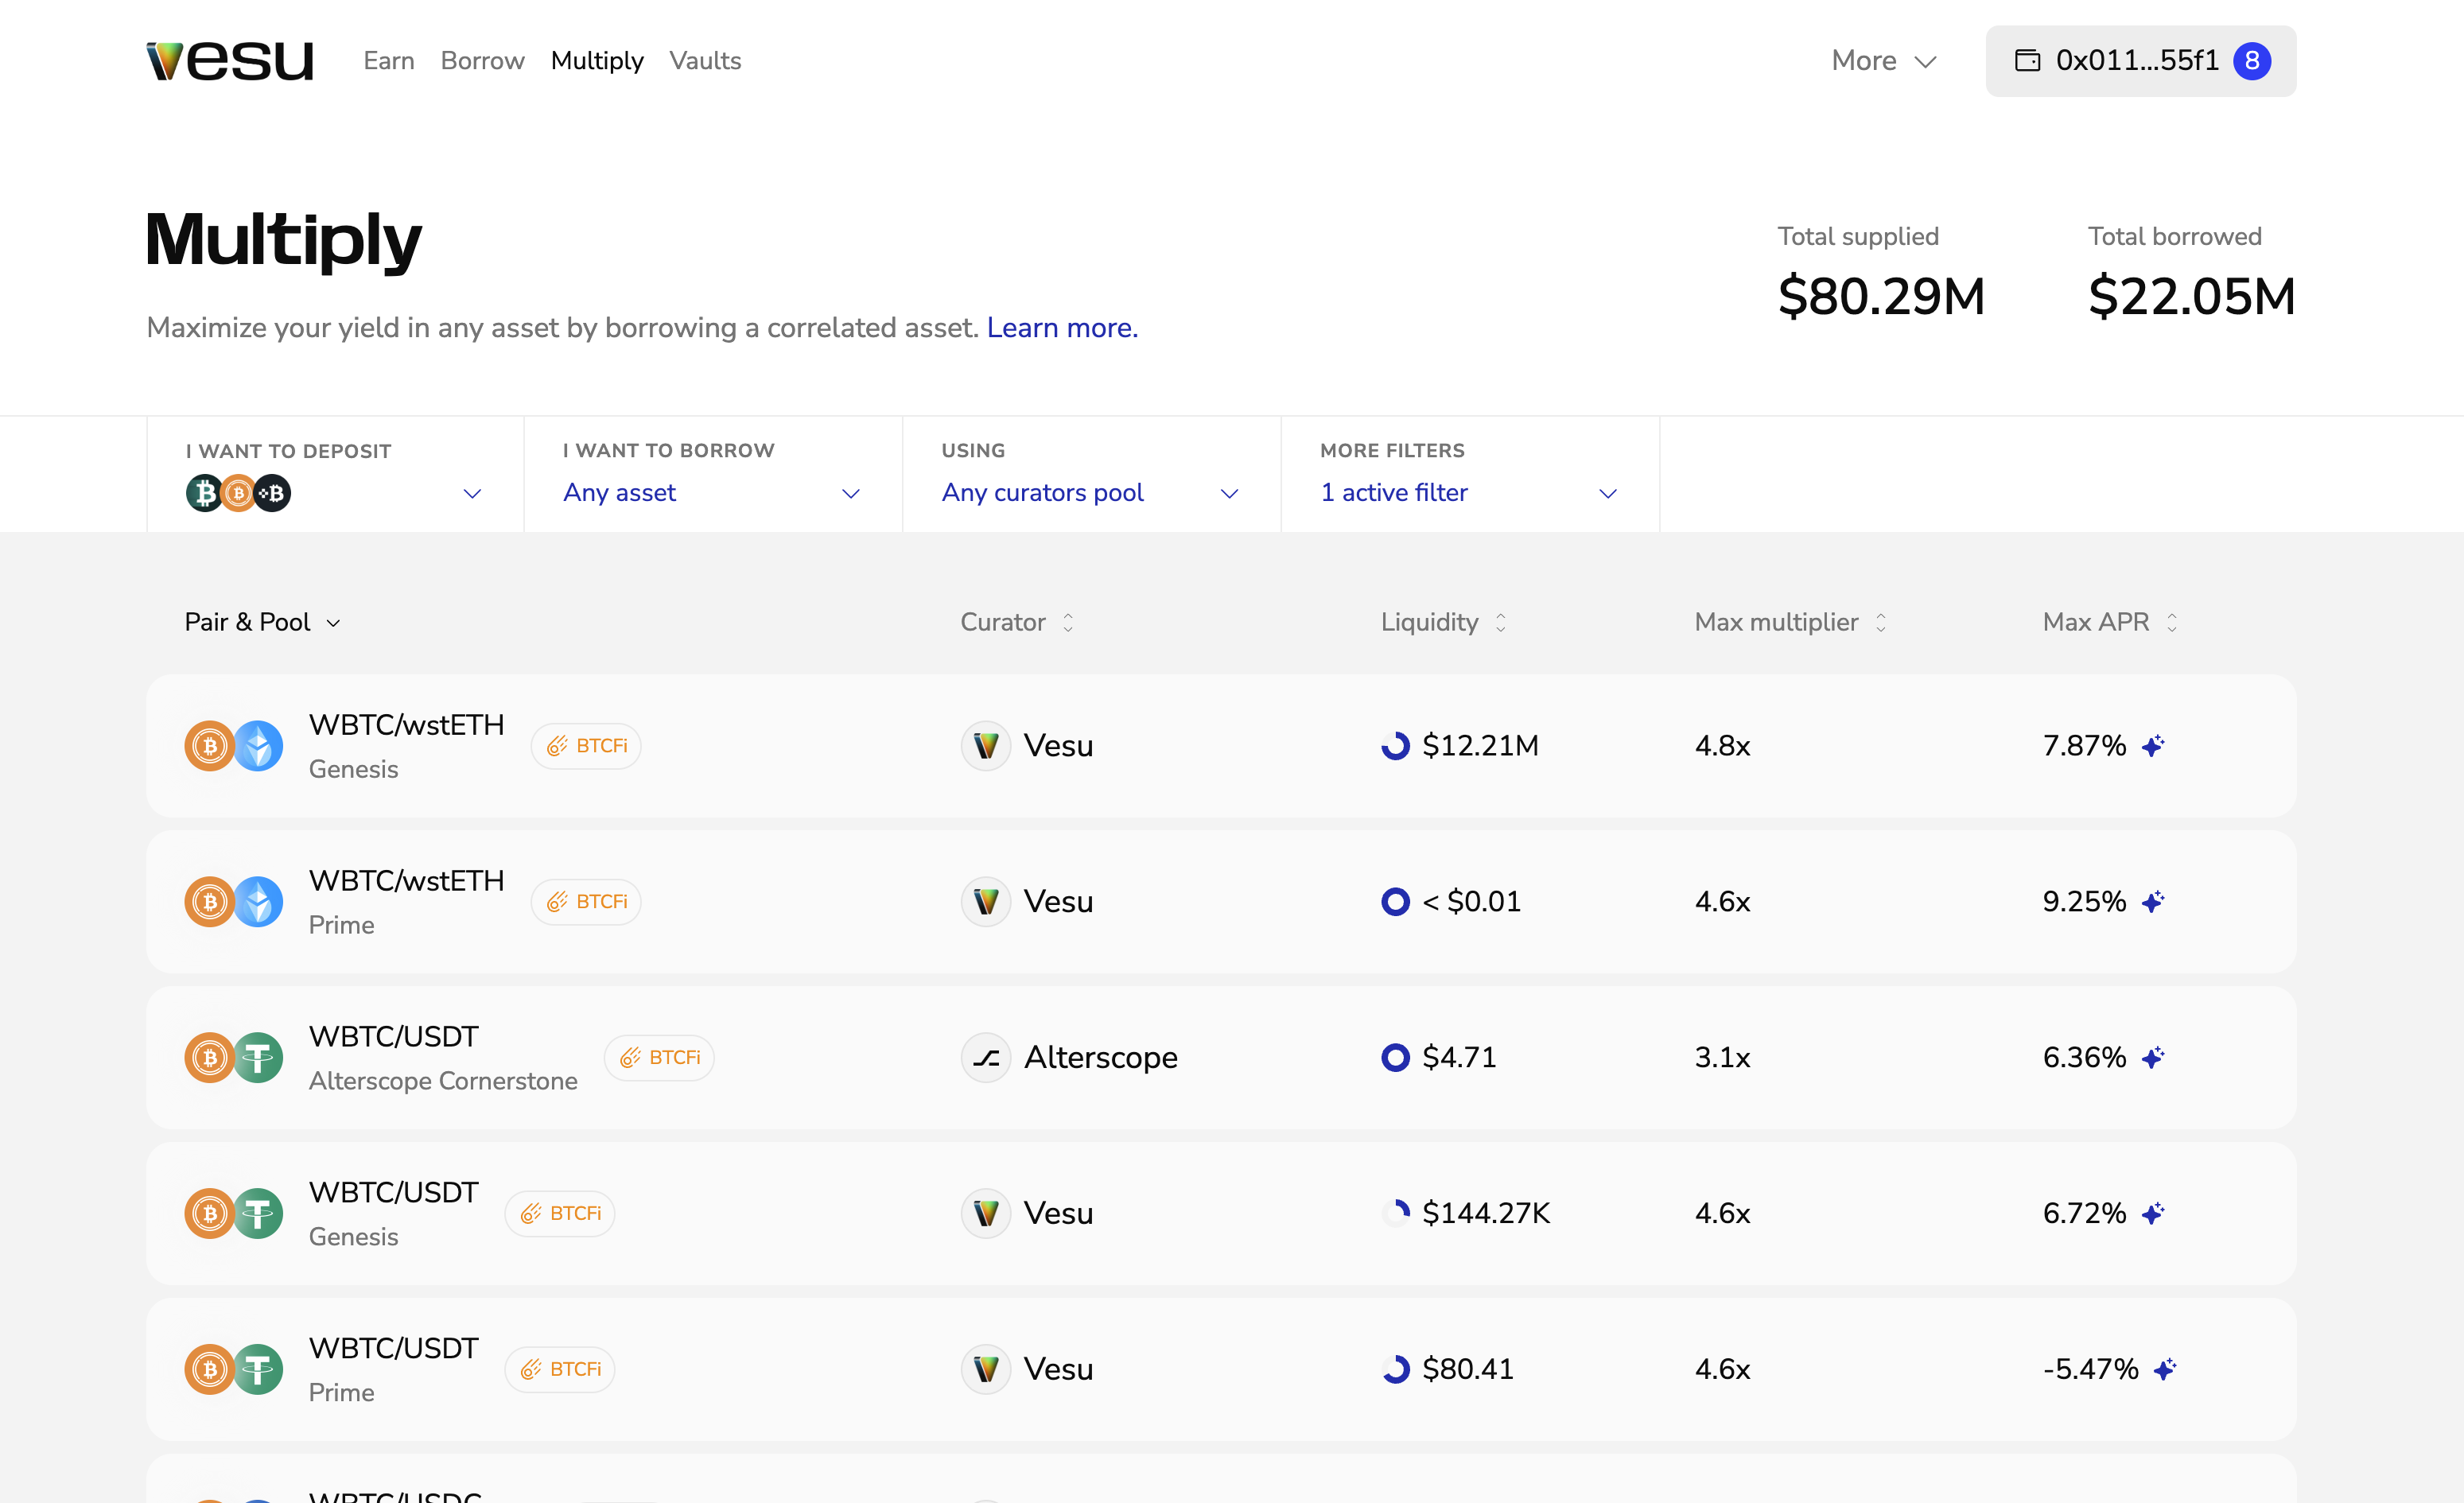 vesu Earn Borrow Multiply Vaults More 0x011...55f1 8
Multiply
Maximize your yield in any asset by borrowing a correlated asset. Learn more.
Total supplied
$80.29M
Total borrowed
$22.05M
I WANT TO DEPOSIT
I WANT TO BORROW
Any asset
USING
Any curators pool
MORE FILTERS
1 active filter
Pair & Pool Curator Liquidity Max multiplier Max APR
WBTC/wstETH
Genesis
BTCFi Vesu $12.21M 4.8x 7.87%
WBTC/wstETH
Prime
BTCFi Vesu < $0.01 4.6x 9.25%
WBTC/USDT
Alterscope Cornerstone
BTCFi Alterscope $4.71 3.1x 6.36%
WBTC/USDT
Genesis
BTCFi Vesu $144.27K 4.6x 6.72%
WBTC/USDT
Prime
BTCFi Vesu $80.41 4.6x -5.47%